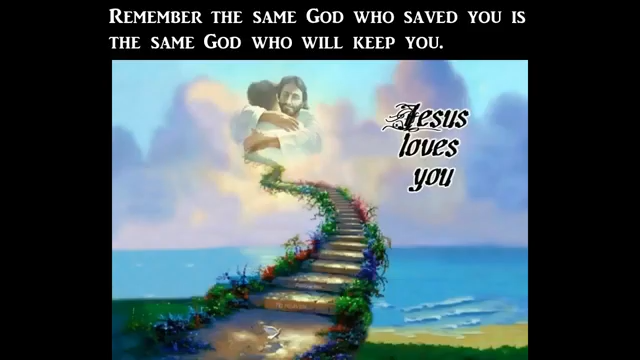 Remember the same God who saved you is
the same God who will keep you.
Jesus
loves
you